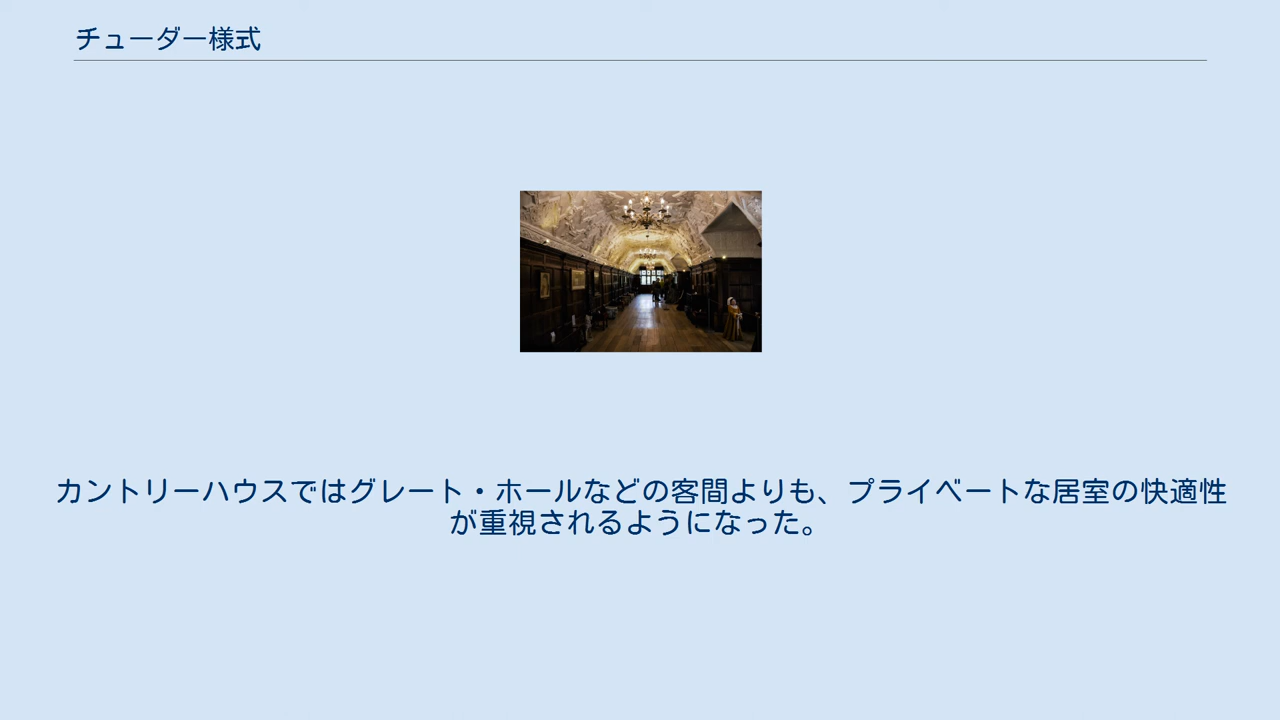 チューダー様式
カントリーハウスではグレート・ホールなどの客間よりも、プライベートな居室の快適性
が重視されるようになった。